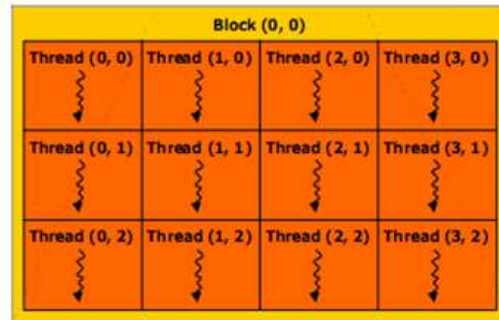 Block (0, 0)
Thread (0, 0) Thread (1, 0) Thread (2, 0) Thread (3, 0)
Thread (0, 1) Thread (1, 1) Thread (2, 1) Thread (3, 1)
Thread (0, 2) Thread (1, 2) Thread (2, 2) Thread (3, 2)